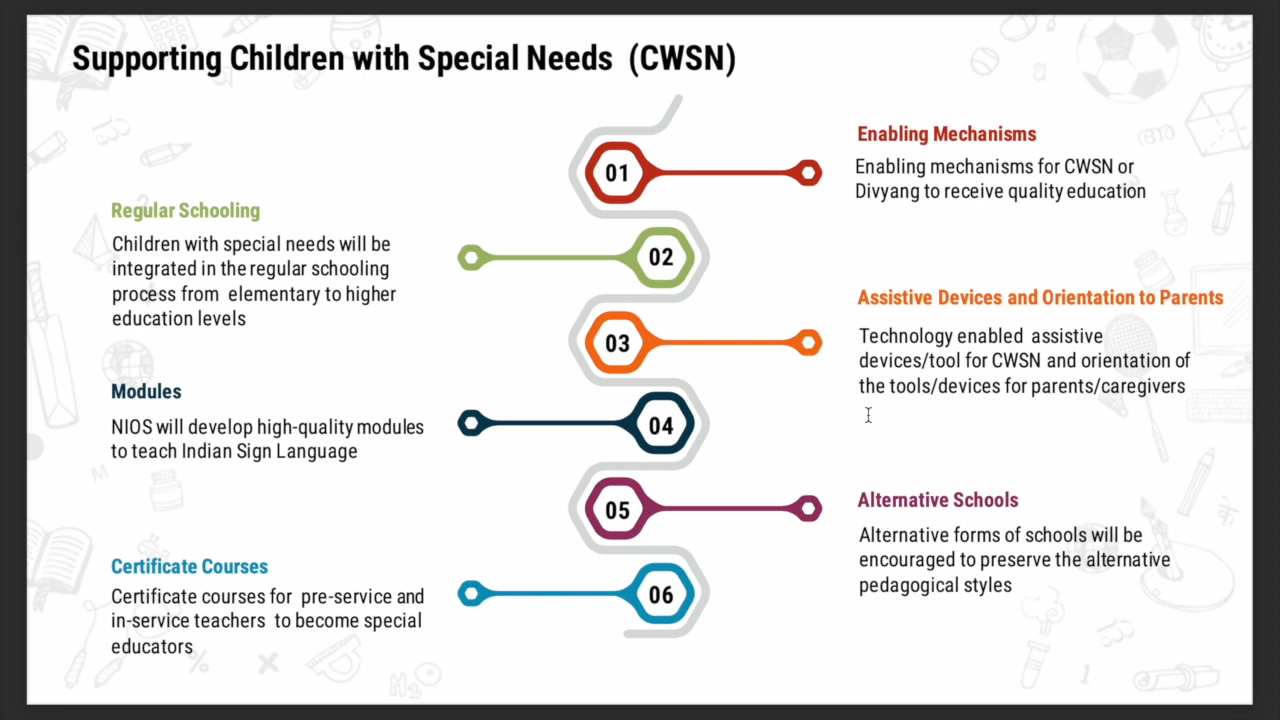 Supporting Children with Special Needs (CWSN)
01
Enabling Mechanisms
Enabling mechanisms for CWSN or
Divyang to receive quality education
Regular Schooling
Children with special needs will be
integrated in the regular schooling
process from elementary to higher
education levels
02
03
Assistive Devices and Orientation to Parents
Technology enabled assistive
devices/tool for CWSN and orientation of
the tools/devices for parents/caregivers
Modules
NIOS will develop high-quality modules
to teach Indian Sign Language
04
05
Alternative Schools
Alternative forms of schools will be
encouraged to preserve the alternative
pedagogical styles
Certificate Courses
Certificate courses for pre-service and
in-service teachers to become special
educators
06
H2O